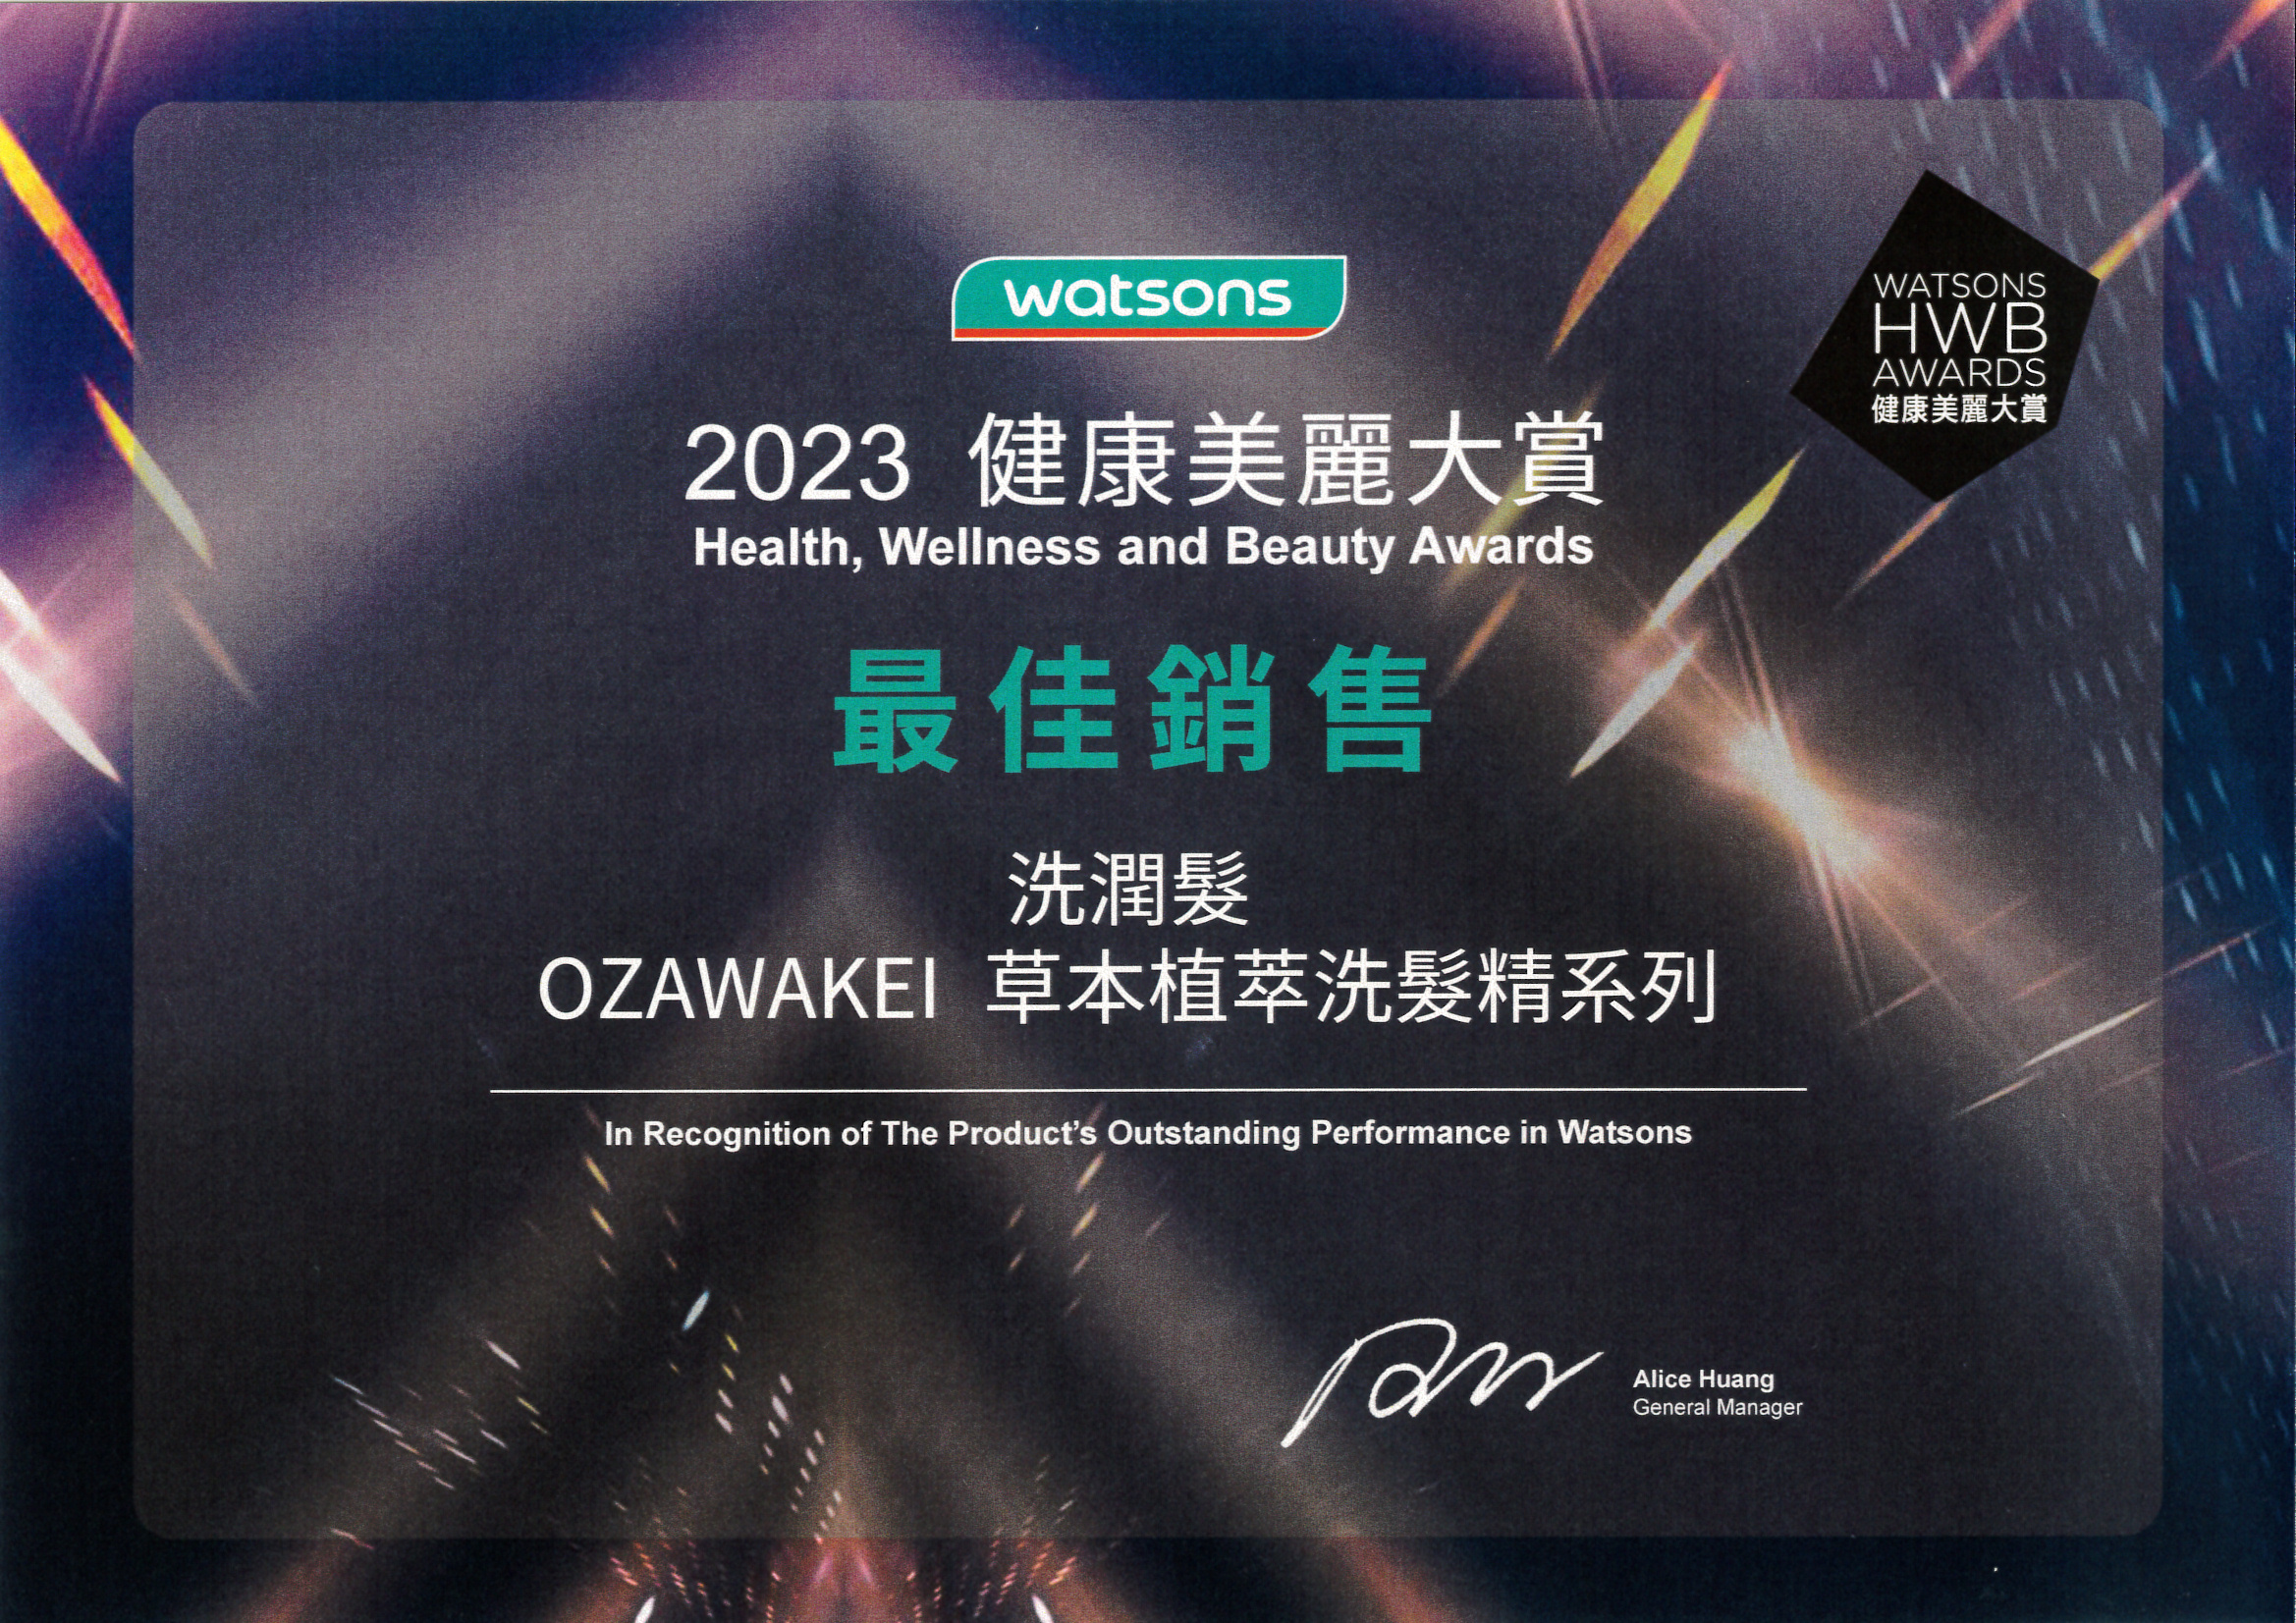 watsons
WATSONS
HWB
AWARDS
健康美麗大賞
2023 健康美麗大賞
Health, Wellness and Beauty Awards
最佳銷售
洗潤髮
OZAWAKEI 草本植萃洗髮精系列
In Recognition of The Product's Outstanding Performance in Watsons
Alice Huang
General Manager